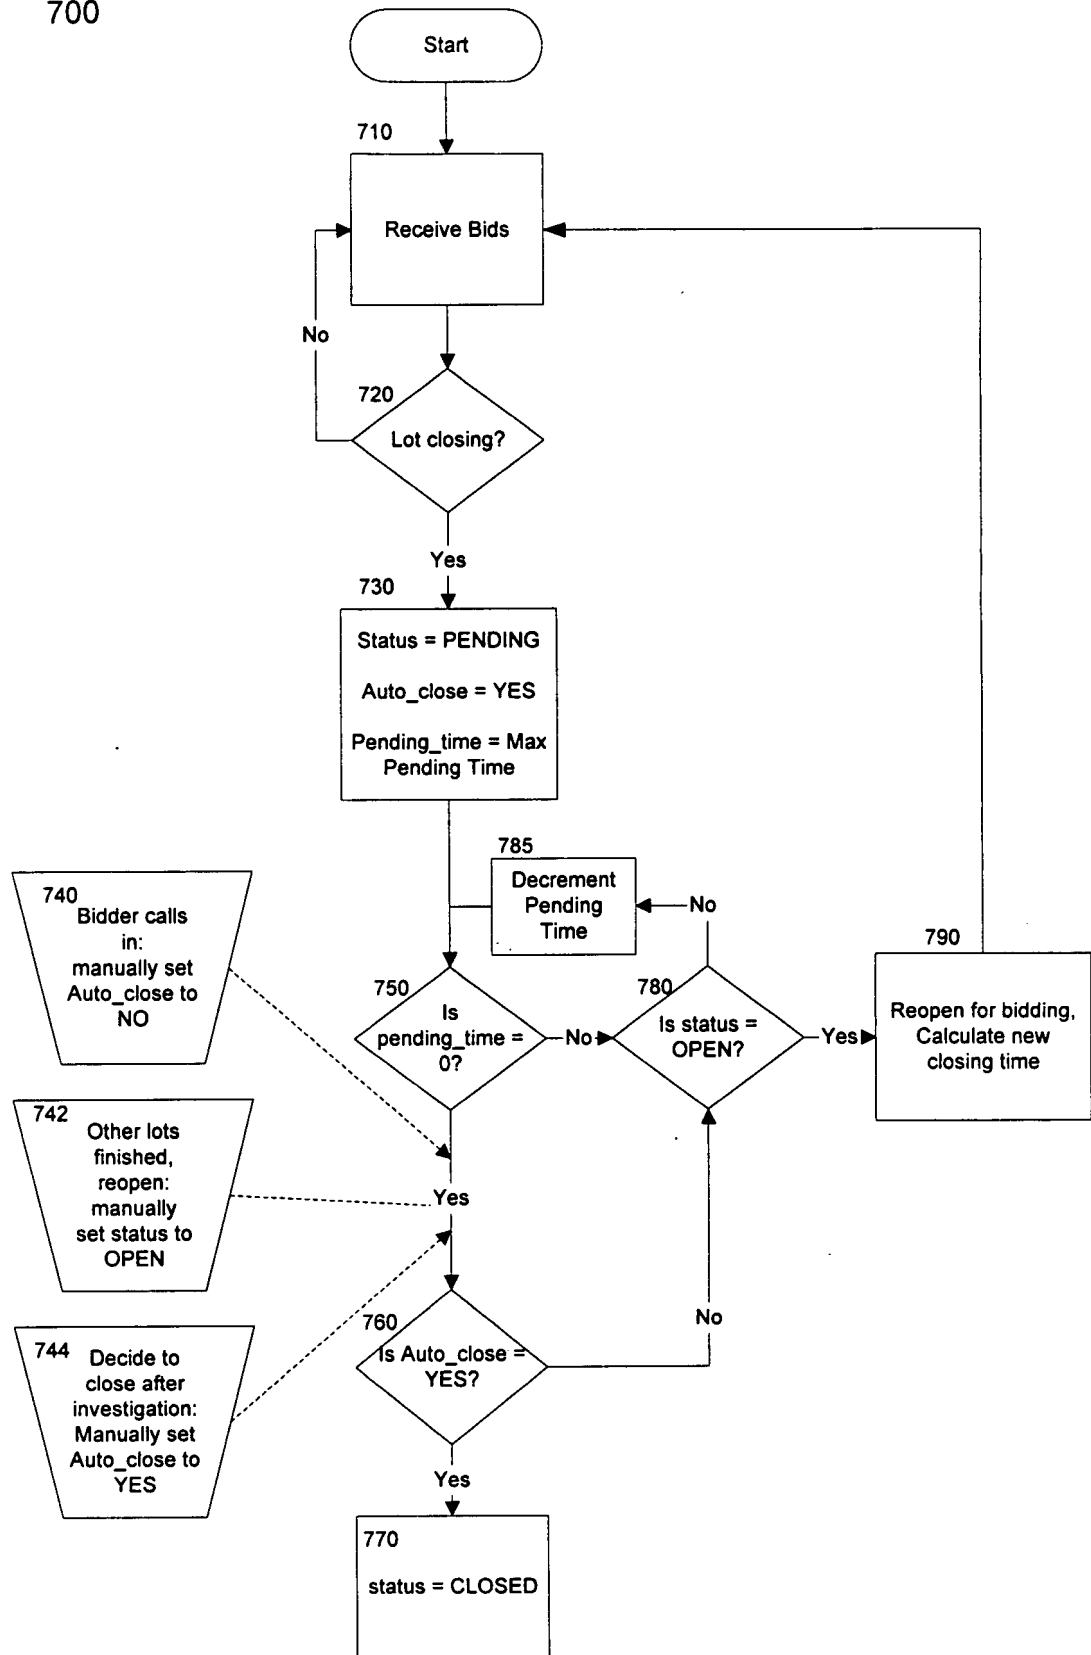 700
Start
710
Receive Bids
No
720
Lot closing?
Yes
730
Status = PENDING
Auto_close = YES
Pending_time = Max
Pending Time
785
Decrement
Pending
Time
No
740
Bidder calls
in:
manually set
Auto_close to
NO
750
Is
pending_time =
0?
No
780
Is status =
OPEN?
Yes
790
Reopen for bidding,
Calculate new
closing time
742
Other lots
finished,
reopen:
manually
set status to
OPEN
Yes
744
Decide to
close after
investigation:
Manually set
Auto_close to
YES
760
Is Auto_close =
YES?
No
Yes
770
status = CLOSED